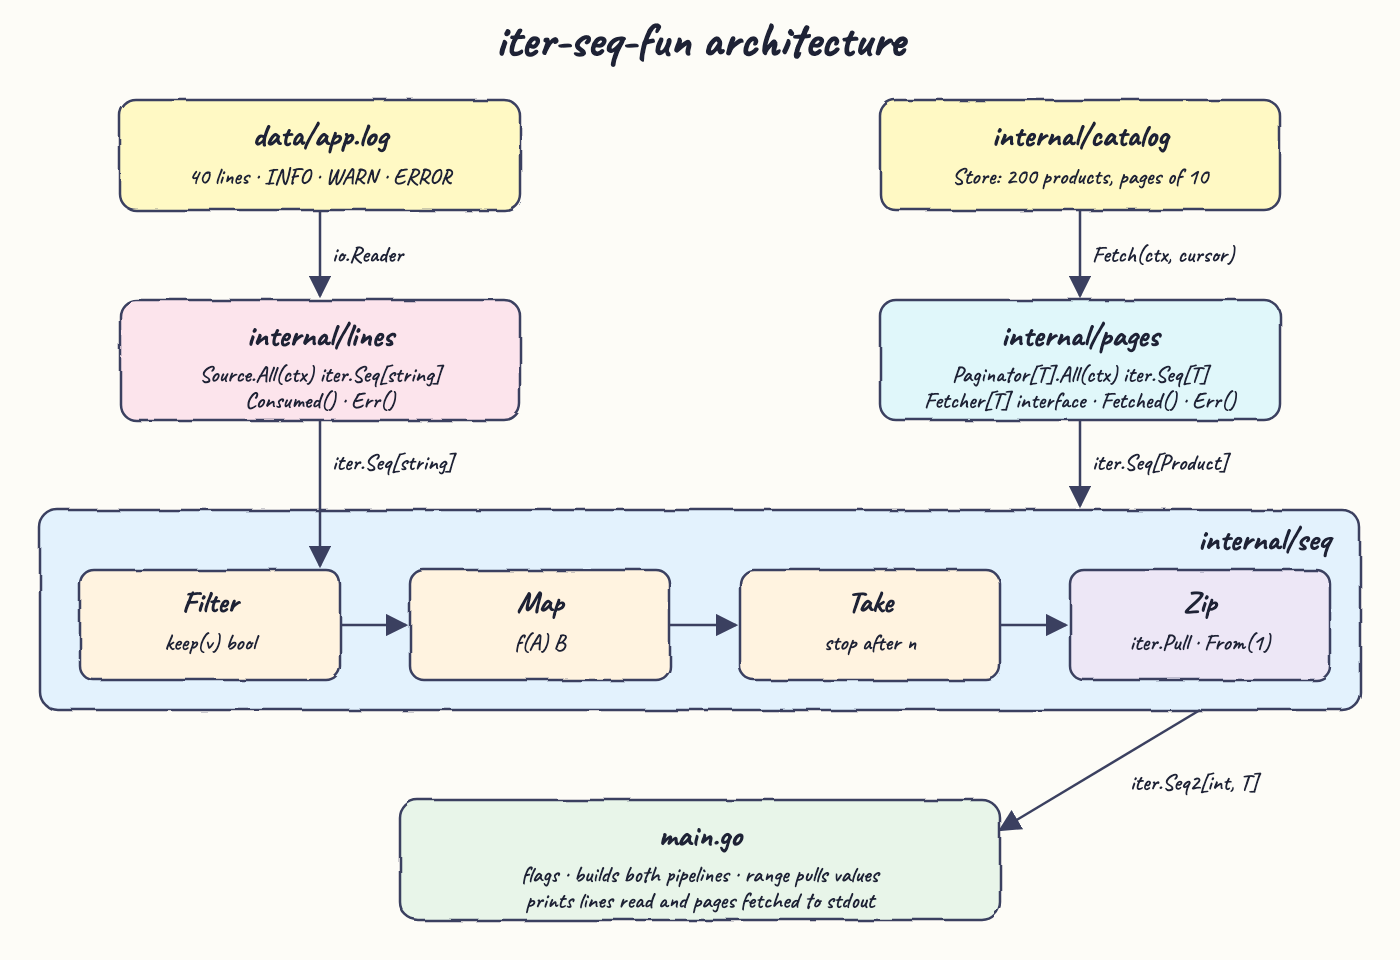 iter-seq-fun architecture
data/app.log
40 lines · INFO · WARN · ERROR
internal/catalog
Store: 200 products, pages of 10
io.Reader
Fetch(ctx, cursor)
internal/lines
Source.All(ctx) iter.Seq[string]
Consumed() · Err()
internal/pages
Paginator[T].All(ctx) iter.Seq[T]
Fetcher[T] interface · Fetched() · Err()
iter.Seq[string]
iter.Seq[Product]
internal/seq
Filter
keep(v) bool
Map
f(A) B
Take
stop after n
Zip
iter.Pull · From(1)
iter.Seq2[int, T]
main.go
flags · builds both pipelines · range pulls values
prints lines read and pages fetched to stdout